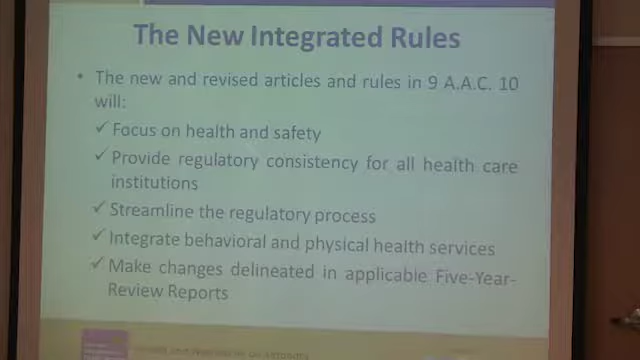 The New Integrated Rules
• The new and revised articles and rules in 9 A.A.C. 10
will:
✓ Focus on health and safety
✓ Provide regulatory consistency for all health care
institutions
✓ Streamline the regulatory process
✓ Integrate behavioral and physical health services
✓ Make changes delineated in applicable Five-Year-
Review Reports